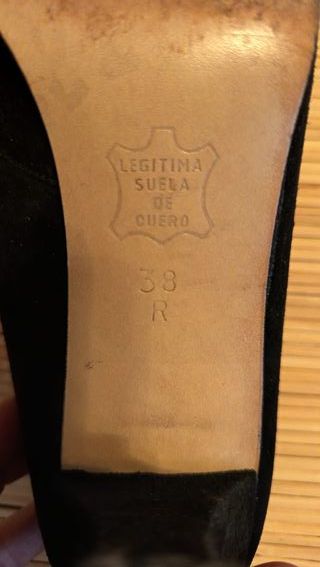 LEGITIMA
SUELA
DE
CUERO
38
R